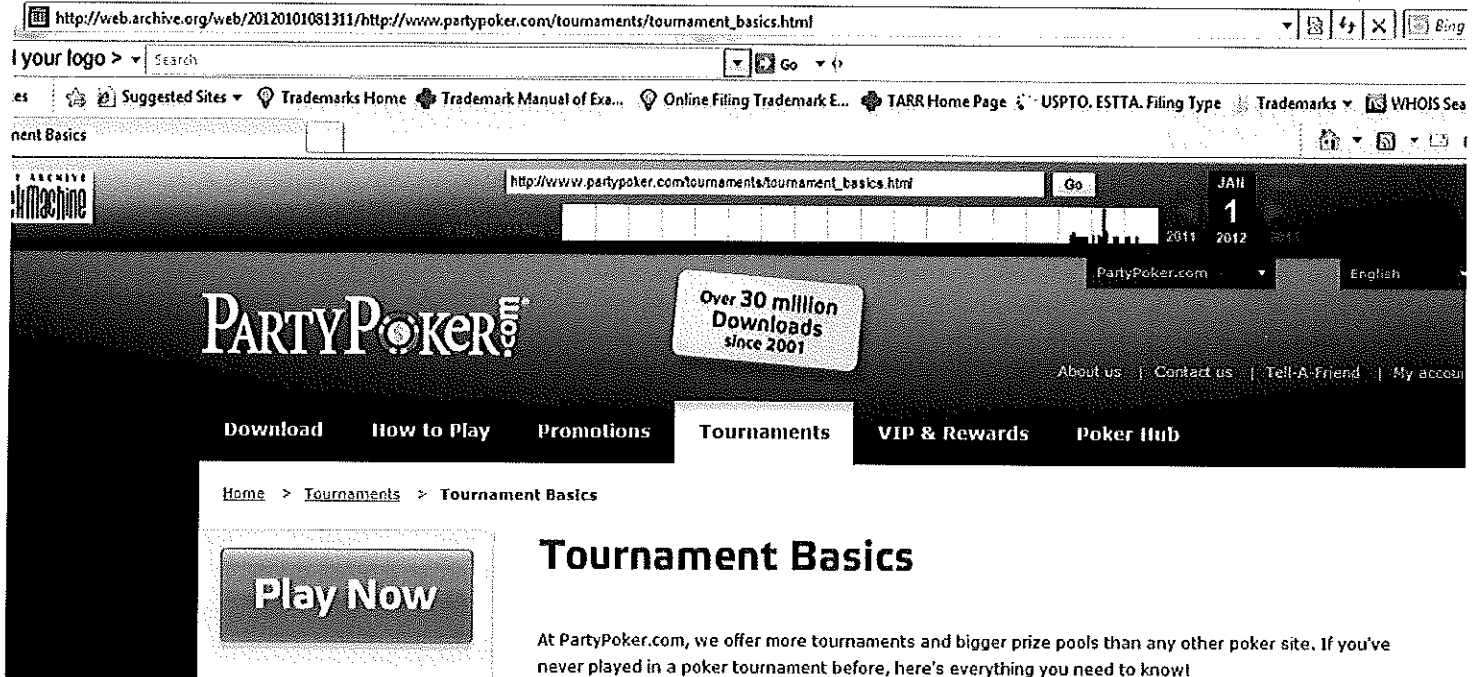 http://web.archive.org/web/20120101081311/http://www.partypoker.com/tournaments/tournament_basics.html
Bing
your logo >
Search
Go
Suggested Sites
Trademarks Home
Trademark Manual of Exa...
Online Filing Trademark E...
TARR Home Page
USPTO. ESTTA. Filing Type
Trademarks
WHOIS Sea
nent Basics
http://www.partypoker.com/tournaments/tournament_basics.html
Go
JAN
1
2011 2012
PartyPoker.com
English
PARTYPOKER.com
Over 30 million
Downloads
since 2001
About us | Contact us | Tell-A-Friend | My accou
Download How to Play Promotions Tournaments VIP & Rewards Poker Hub
Home > Tournaments > Tournament Basics
Play Now
Tournament Basics
At PartyPoker.com, we offer more tournaments and bigger prize pools than any other poker site. If you've
never played in a poker tournament before, here's everything you need to know!